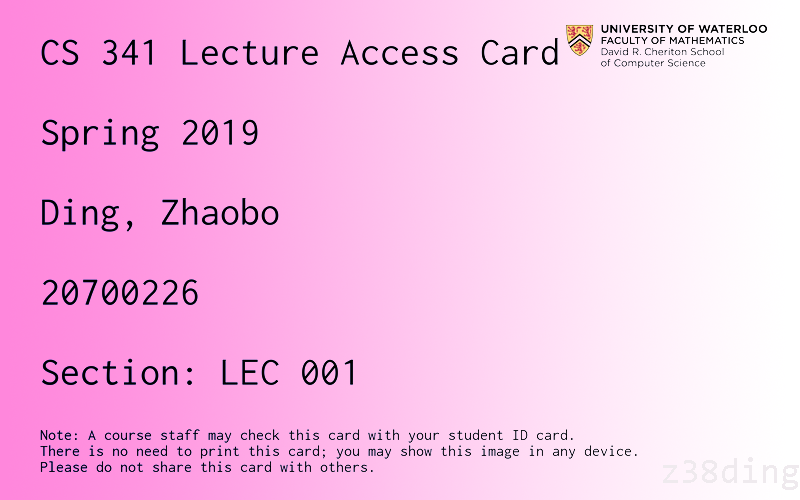 CS 341 Lecture Access Card
UNIVERSITY OF WATERLOO
FACULTY OF MATHEMATICS
David R. Cheriton School
of Computer Science
Spring 2019
Ding, Zhaobo
20700226
Section: LEC 001
Note: A course staff may check this card with your student ID card.
There is no need to print this card; you may show this image in any device.
Please do not share this card with others.
z38ding